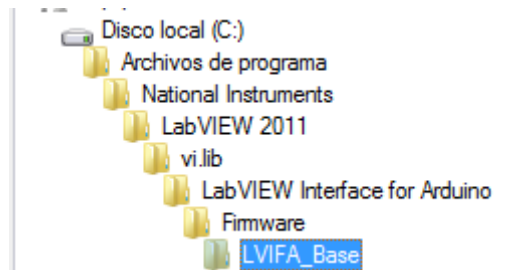 Disco local (C:)
Archivos de programa
National Instruments
LabVIEW 2011
vi.lib
LabVIEW Interface for Arduino
Firmware
LVIFA_Base